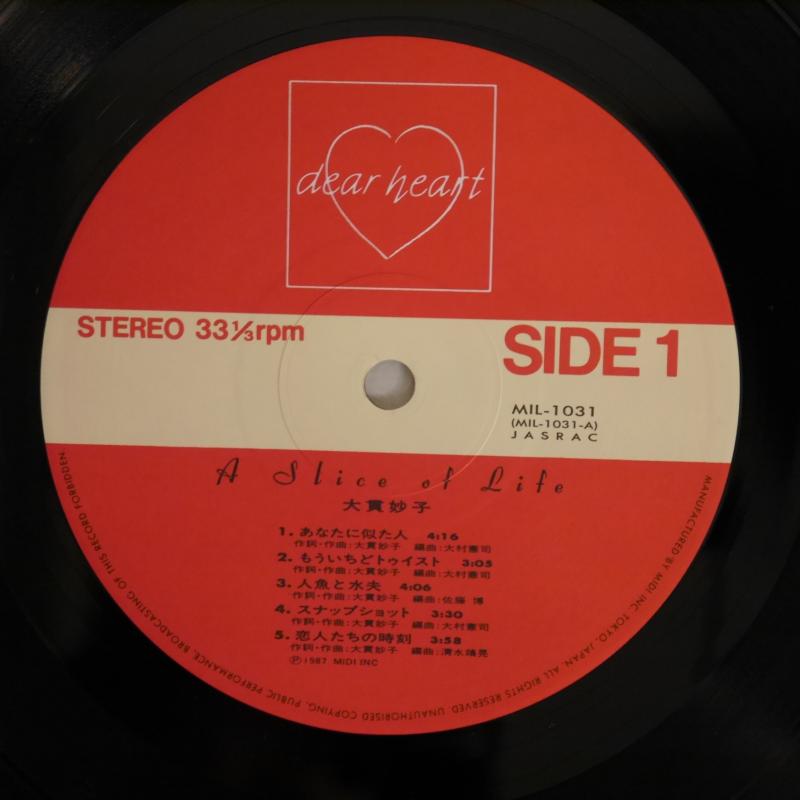 dear heart
STEREO 33⅓rpm
SIDE 1
MIL-1031
(MIL-1031-A)
JASRAC
A Slice of Life
大貫妙子
1. あなたに似た人 4:16
作詞・作曲:大貫妙子 編曲:大村憲司
2. もういちどトゥイスト 3:05
作詞・作曲:大貫妙子 編曲:大村憲司
3. 人魚と水夫 4:06
作詞・作曲:大貫妙子 編曲:佐藤 博
4. スナップショット 3:30
作詞・作曲:大貫妙子 編曲:大村憲司
5. 恋人たちの時刻 3:58
作詞・作曲:大貫妙子 編曲:清水靖晃
Ⓟ1987 MIDI INC
MANUFACTURED BY MIDI INC TOKYO, JAPAN. ALL RIGHTS RESERVED. UNAUTHORISED COPYING, PUBLIC PERFORMANCE, BROADCASTING OF THIS RECORD FORBIDDEN